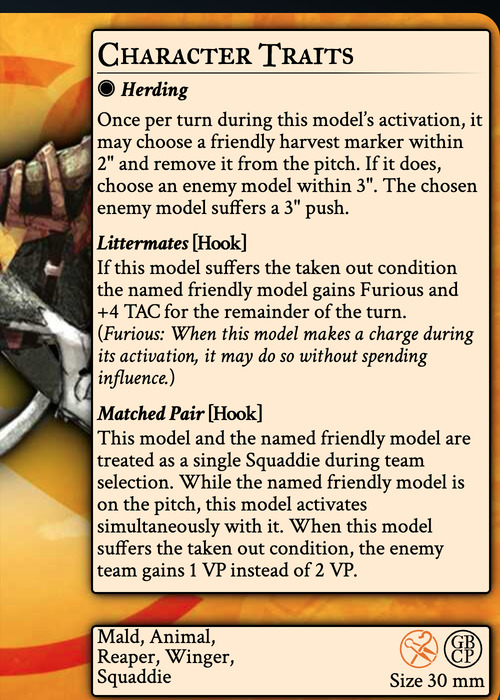 Character Traits
Herding
Once per turn during this model's activation, it
may choose a friendly harvest marker within
2" and remove it from the pitch. If it does,
choose an enemy model within 3". The chosen
enemy model suffers a 3" push.
Littermates [Hook]
If this model suffers the taken out condition
the named friendly model gains Furious and
+4 TAC for the remainder of the turn.
(Furious: When this model makes a charge during
its activation, it may do so without spending
influence.)
Matched Pair [Hook]
This model and the named friendly model are
treated as a single Squaddie during team
selection. While the named friendly model is
on the pitch, this model activates
simultaneously with it. When this model
suffers the taken out condition, the enemy
team gains 1 VP instead of 2 VP.
Mald, Animal,
Reaper, Winger,
Squaddie
GB
CP
Size 30 mm